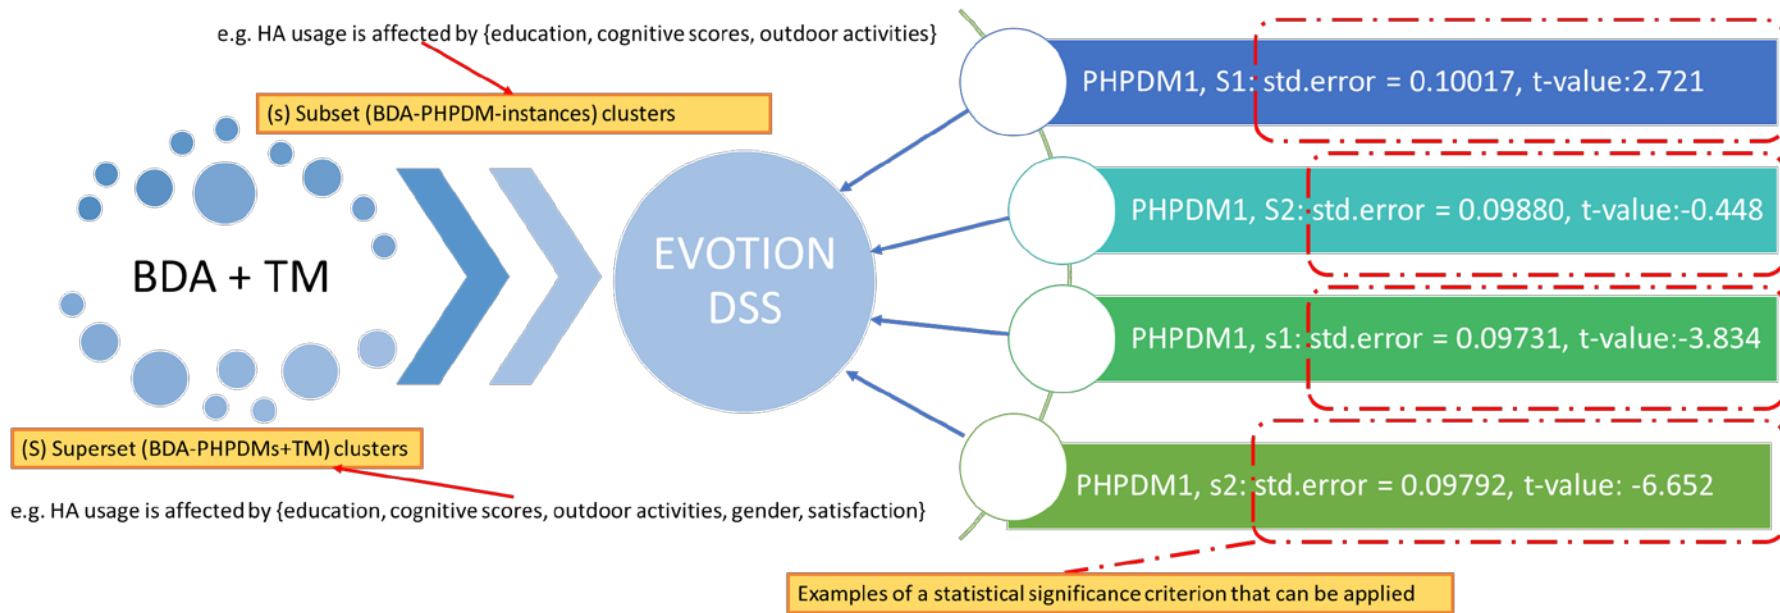 e.g. HA usage is affected by {education, cognitive scores, outdoor activities}
(s) Subset (BDA-PHPDM-instances) clusters
BDA + TM
(S) Superset (BDA-PHPDMs+TM) clusters
e.g. HA usage is affected by {education, cognitive scores, outdoor activities, gender, satisfaction}
EVOTION
DSS
PHPDM1, S1: std.error = 0.10017, t-value:2.721
PHPDM1, S2: std.error = 0.09880, t-value:-0.448
PHPDM1, s1: std.error = 0.09731, t-value:-3.834
PHPDM1, s2: std.error = 0.09792, t-value: -6.652
Examples of a statistical significance criterion that can be applied